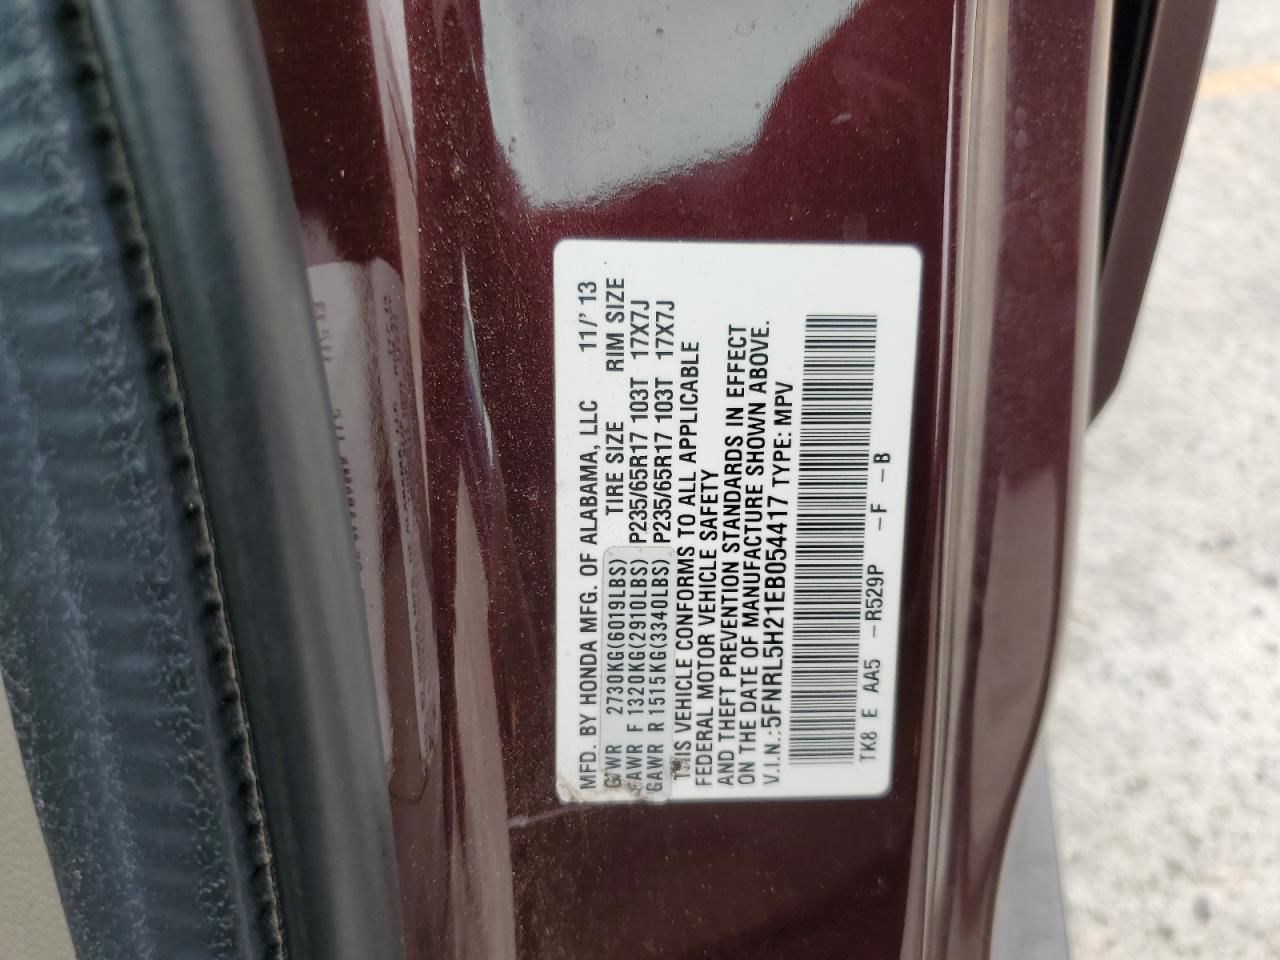 MFD. BY HONDA MFG. OF ALABAMA, LLC 11/' 13
GVWR 2730KG(6019LBS) TIRE SIZE RIM SIZE
GAWR F 1320KG(2910LBS) P235/65R17 103T 17X7J
GAWR R 1515KG(3340LBS) P235/65R17 103T 17X7J
THIS VEHICLE CONFORMS TO ALL APPLICABLE
FEDERAL MOTOR VEHICLE SAFETY
AND THEFT PREVENTION STANDARDS IN EFFECT
ON THE DATE OF MANUFACTURE SHOWN ABOVE.
V.I.N.:5FNRL5H21EB054417 TYPE: MPV
TK8 E AA5 -R529P -F -B